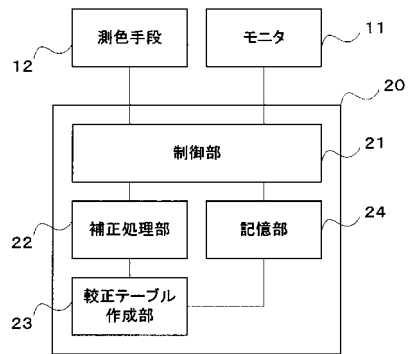 測色手段
モニタ
12
11
20
制御部
21
補正処理部
記憶部
22
24
較正テーブル
作成部
23